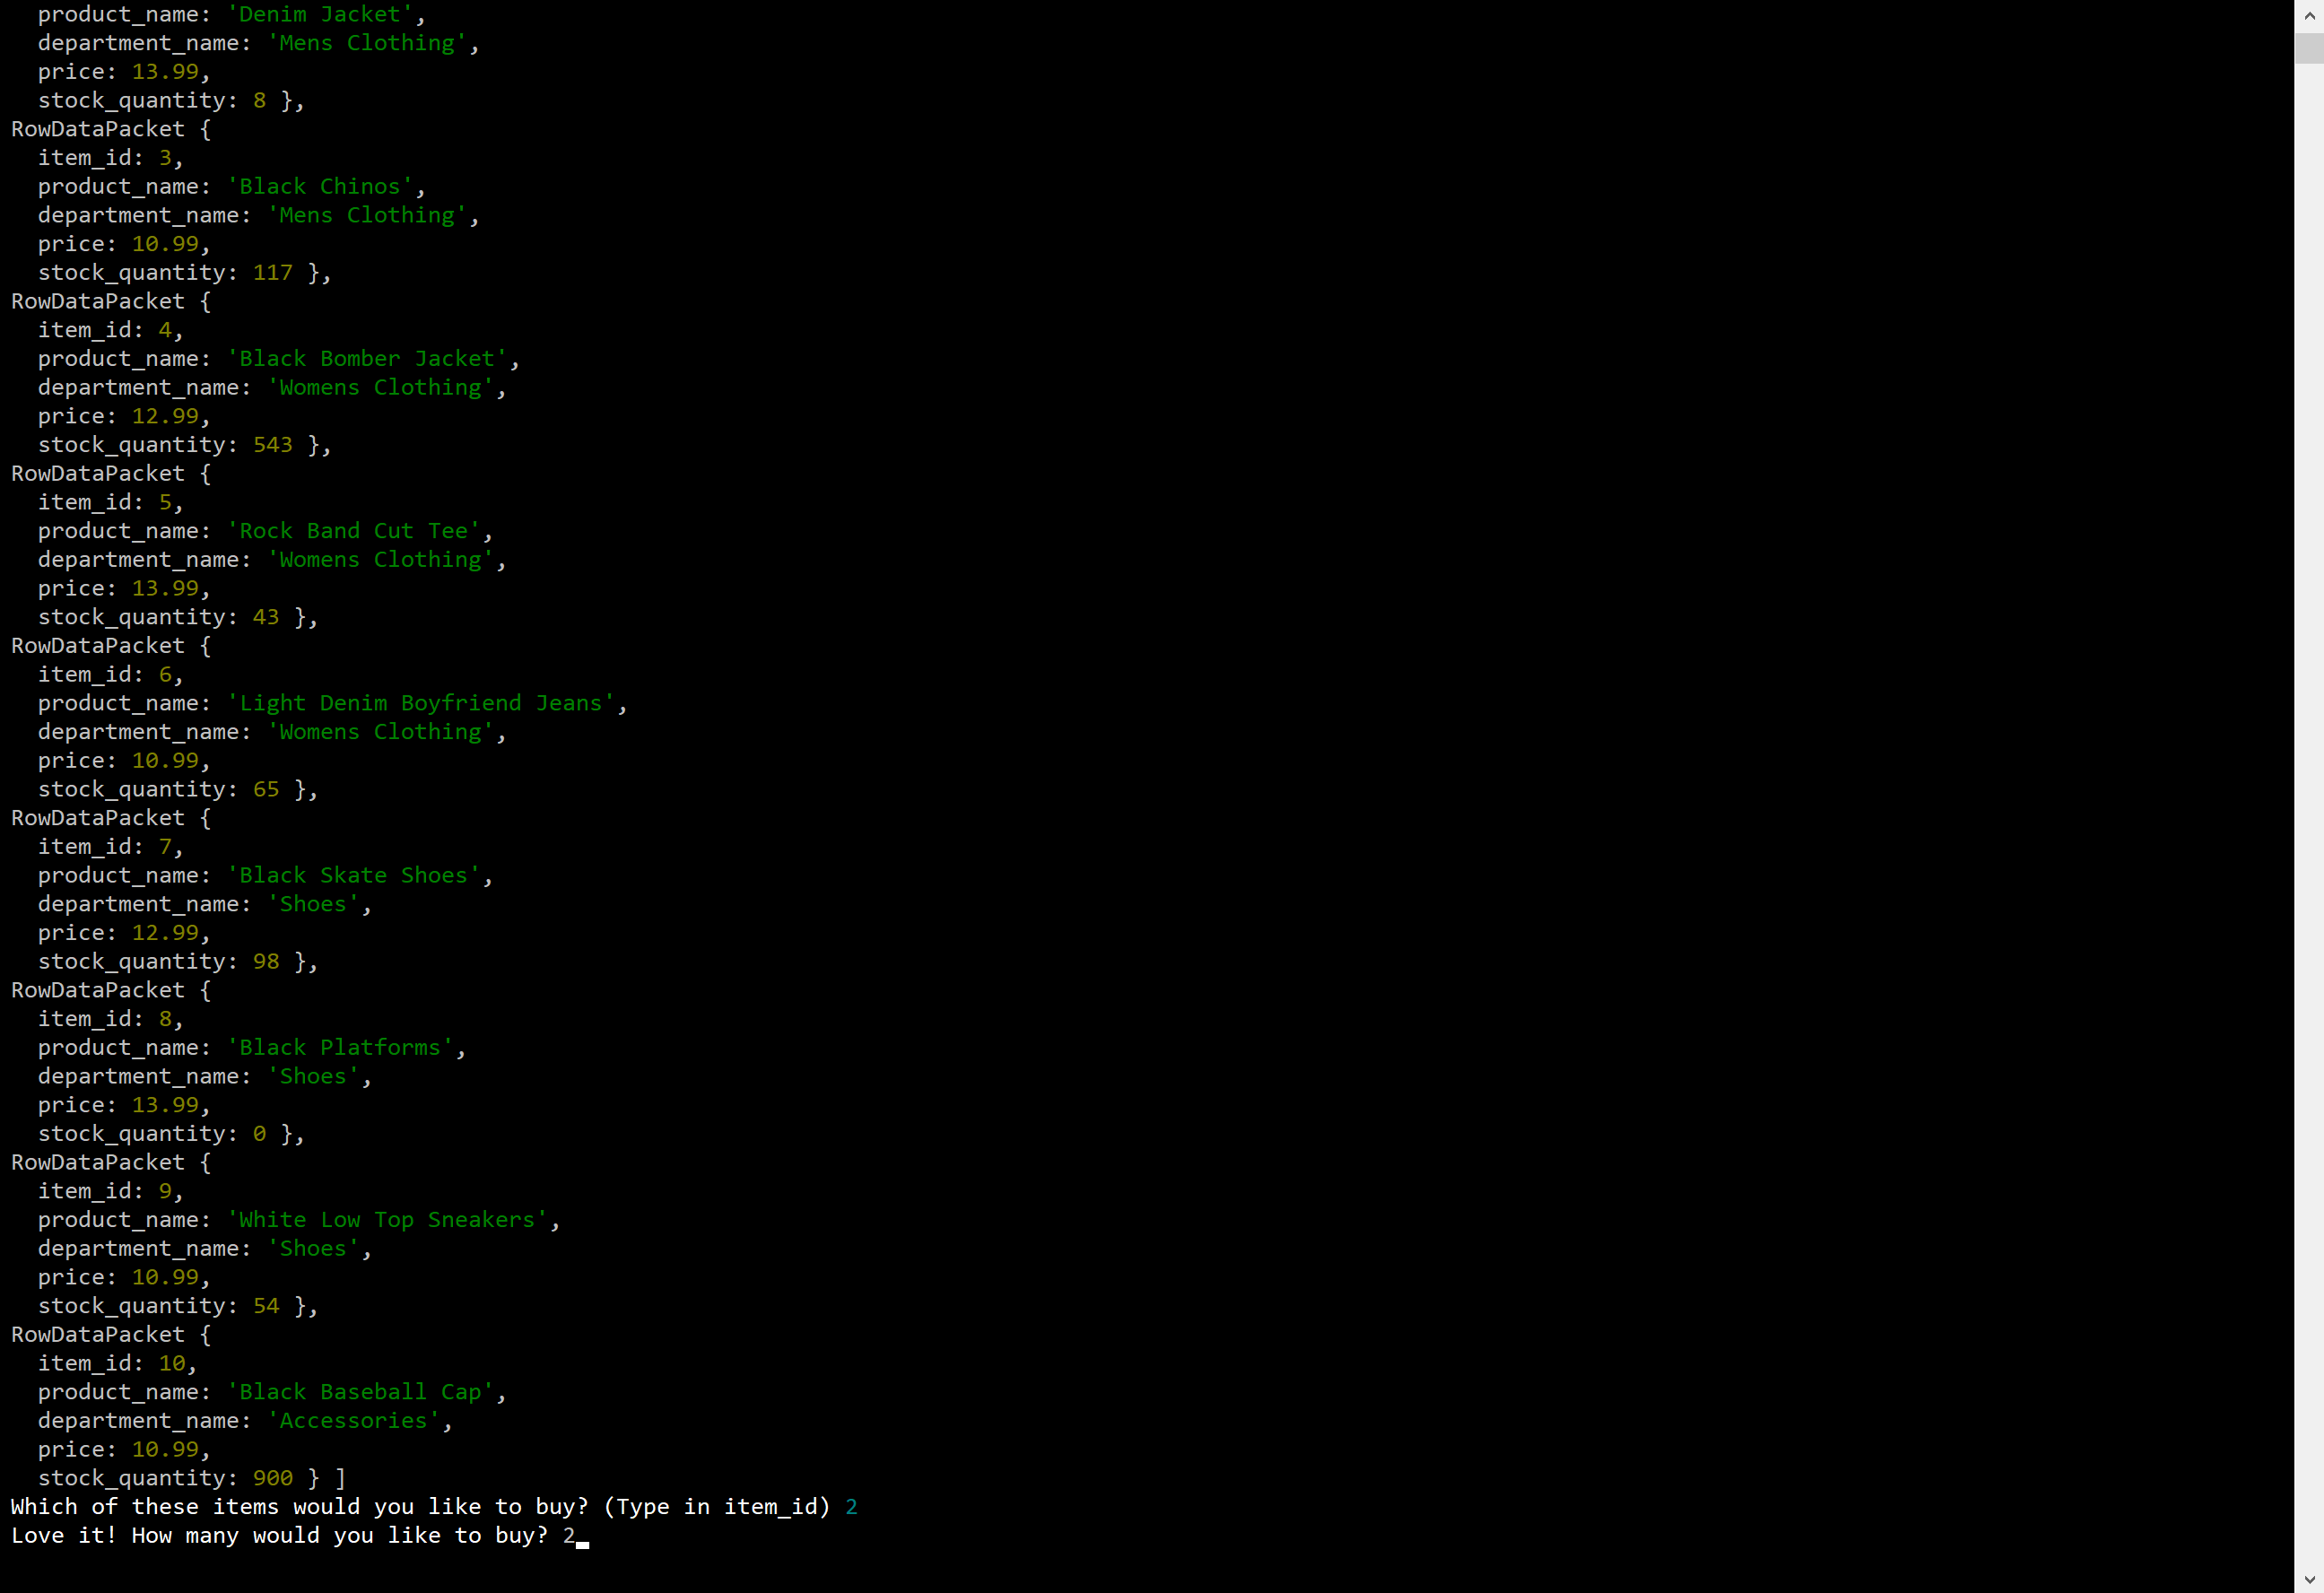 product_name: 'Denim Jacket',
  department_name: 'Mens Clothing',
  price: 13.99,
  stock_quantity: 8 },
RowDataPacket {
  item_id: 3,
  product_name: 'Black Chinos',
  department_name: 'Mens Clothing',
  price: 10.99,
  stock_quantity: 117 },
RowDataPacket {
  item_id: 4,
  product_name: 'Black Bomber Jacket',
  department_name: 'Womens Clothing',
  price: 12.99,
  stock_quantity: 543 },
RowDataPacket {
  item_id: 5,
  product_name: 'Rock Band Cut Tee',
  department_name: 'Womens Clothing',
  price: 13.99,
  stock_quantity: 43 },
RowDataPacket {
  item_id: 6,
  product_name: 'Light Denim Boyfriend Jeans',
  department_name: 'Womens Clothing',
  price: 10.99,
  stock_quantity: 65 },
RowDataPacket {
  item_id: 7,
  product_name: 'Black Skate Shoes',
  department_name: 'Shoes',
  price: 12.99,
  stock_quantity: 98 },
RowDataPacket {
  item_id: 8,
  product_name: 'Black Platforms',
  department_name: 'Shoes',
  price: 13.99,
  stock_quantity: 0 },
RowDataPacket {
  item_id: 9,
  product_name: 'White Low Top Sneakers',
  department_name: 'Shoes',
  price: 10.99,
  stock_quantity: 54 },
RowDataPacket {
  item_id: 10,
  product_name: 'Black Baseball Cap',
  department_name: 'Accessories',
  price: 10.99,
  stock_quantity: 900 } ]
Which of these items would you like to buy? (Type in item_id) 2
Love it! How many would you like to buy? 2